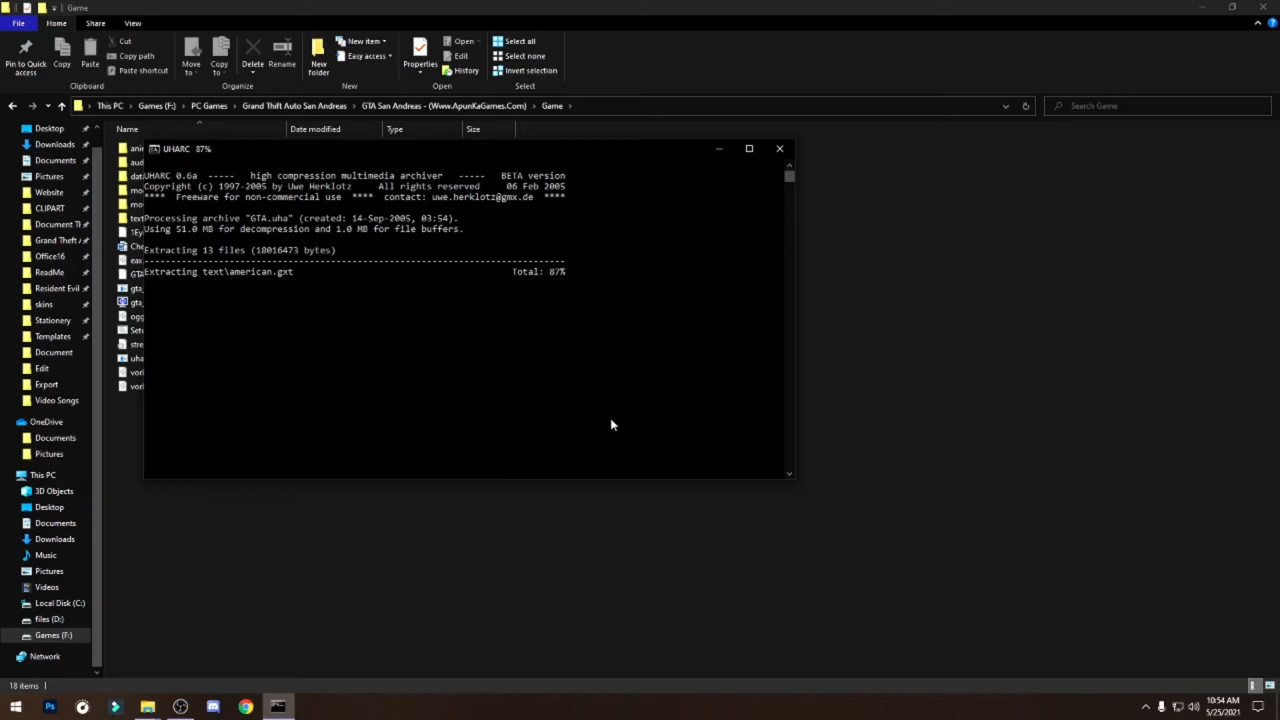 Game
File
Home
Share
View
Pin to Quick access
Copy
Paste
Cut
Copy path
Paste shortcut
Clipboard
Move to
Copy to
Delete
Rename
Organize
New folder
New item
Easy access
New
Properties
Open
Edit
History
Open
Select all
Select none
Invert selection
Select
This PC > Games (F:) > PC Games > Grand Theft Auto San Andreas > GTA San Andreas - (Www.ApunKaGames.Com) > Game >
Search Game
Name
Date modified
Type
Size
Desktop
Downloads
Documents
Pictures
Website
CLIPART
Document T
Grand Theft A
Office16
ReadMe
Resident Evil
skins
Stationery
Templates
Document
Edit
Export
Video Songs
OneDrive
Documents
Pictures
This PC
3D Objects
Desktop
Documents
Downloads
Music
Pictures
Videos
Local Disk (C:)
files (D:)
Games (F:)
Network
UHARC 87%
UHARC 0.6a ----- high compression multimedia archiver ----- BETA version
Copyright (c) 1997-2005 by Uwe Herklotz All rights reserved 06 Feb 2005
**** Freeware for non-commercial use **** contact: uwe.herklotz@gmx.de ****
Processing archive "GTA.uha" (created: 14-Sep-2005, 03:54).
Using 51.0 MB for decompression and 1.0 MB for file buffers.
Extracting 13 files (18016473 bytes)
Extracting text\american.gxt Total: 87%
18 items
10:54 AM
5/25/2021